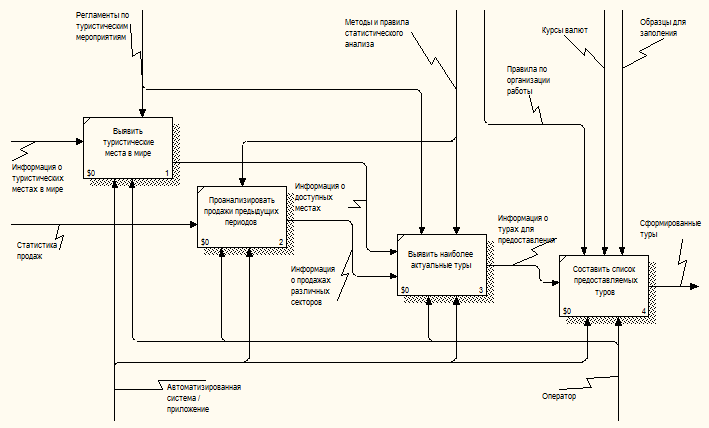 Регламенты по
туристическим
мероприятиям
Методы и правила
статистического
анализа
Курсы валют
Образцы для
заполения
Правила по
организации
работы
Выявить
туристические
места в мире
$0 1
Информация о
туристических
местах в мире
Проанализировать
продажи предыдущих
периодов
$0 2
Информация о
доступных
местах
Статистика
продаж
Информация
о продажах
различных
секторов
Выявить наиболее
актуальные туры
$0 3
Информация о
турах для
предоставления
Составить список
предоставляемых
туров
$0 4
Сформированные
туры
Автоматизированная
система /
приложение
Оператор